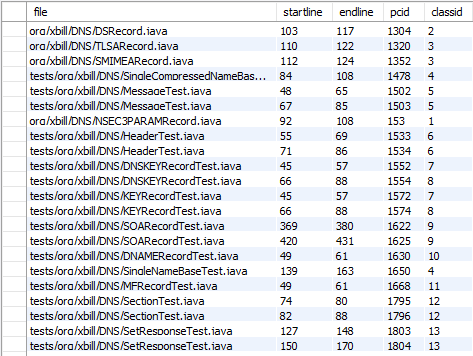 file startline endline pcid classid
org/xbill/DNS/DSRecord.java 103 117 1304 2
org/xbill/DNS/TLSARecord.java 110 122 1320 3
org/xbill/DNS/SMIMEARecord.java 112 124 1352 3
tests/org/xbill/DNS/SingleCompressedNameBas... 84 108 1478 4
tests/org/xbill/DNS/MessageTest.java 48 65 1502 5
tests/org/xbill/DNS/MessageTest.java 67 85 1503 5
org/xbill/DNS/NSEC3PARAMRecord.java 92 108 153 1
tests/org/xbill/DNS/HeaderTest.java 55 69 1533 6
tests/org/xbill/DNS/HeaderTest.java 71 86 1534 6
tests/org/xbill/DNS/DNSKEYRecordTest.java 45 57 1552 7
tests/org/xbill/DNS/DNSKEYRecordTest.java 66 88 1554 8
tests/org/xbill/DNS/KEYRecordTest.java 45 57 1572 7
tests/org/xbill/DNS/KEYRecordTest.java 66 88 1574 8
tests/org/xbill/DNS/SOARecordTest.java 369 380 1622 9
tests/org/xbill/DNS/SOARecordTest.java 420 431 1625 9
tests/org/xbill/DNS/DNAMERecordTest.java 49 61 1630 10
tests/org/xbill/DNS/SingleNameBaseTest.java 139 163 1650 4
tests/org/xbill/DNS/MFRecordTest.java 49 61 1668 11
tests/org/xbill/DNS/SectionTest.java 74 80 1795 12
tests/org/xbill/DNS/SectionTest.java 82 88 1796 12
tests/org/xbill/DNS/SetResponseTest.java 127 148 1803 13
tests/org/xbill/DNS/SetResponseTest.java 150 170 1804 13